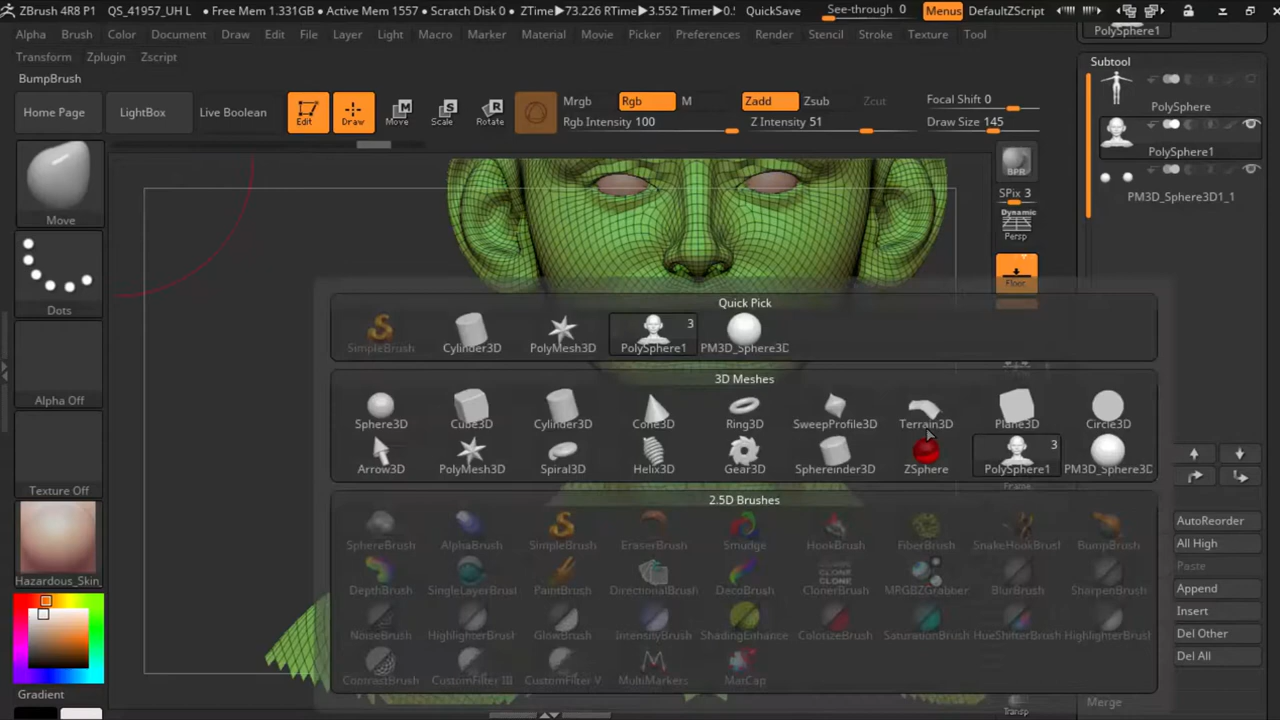 ZBrush 4R8 P1 QS_41957_UH L • Free Mem 1.331GB • Active Mem 1557 • Scratch Disk 0 • ZTime▶73.226 RTime▶3.552 Timer▶0. QuickSave See-through 0 Menus DefaultZScript
PolySphere1
Alpha Brush Color Document Draw Edit File Layer Light Macro Marker Material Movie Picker Preferences Render Stencil Stroke Texture Tool
Transform Zplugin Zscript
BumpBrush
Home Page LightBox Live Boolean Edit Draw Move Scale Rotate
Mrgb Rgb M Zadd Zsub Zcut Focal Shift 0
Rgb Intensity 100 Z Intensity 51 Draw Size 145
Subtool
PolySphere
PolySphere1
PM3D_Sphere3D1_1
Move
Dots
Alpha Off
Texture Off
Hazardous_Skin_
Gradient
BPR
SPix 3
Dynamic
Persp
Floor
Quick Pick
SimpleBrush Cylinder3D PolyMesh3D 3 PolySphere1 PM3D_Sphere3D
3D Meshes
Sphere3D Cube3D Cylinder3D Cone3D Ring3D SweepProfile3D Terrain3D Plane3D Circle3D
Arrow3D PolyMesh3D Spiral3D Helix3D Gear3D Sphereinder3D ZSphere 3 PolySphere1 PM3D_Sphere3D
Frame
2.5D Brushes
SphereBrush AlphaBrush SimpleBrush EraserBrush Smudge HookBrush FiberBrush SnakeHookBrush BumpBrush
DepthBrush SingleLayerBrush PaintBrush DirectionalBrush DecoBrush ClonerBrush MRGBZGrabber BlurBrush SharpenBrush
NoiseBrush HighlighterBrush GlowBrush IntensityBrush ShadingEnhance ColorizeBrush SaturationBrush HueShifterBrush HighlighterBrush
ContrastBrush CustomFilter III CustomFilter V MultiMarkers MatCap
Transp
AutoReorder
All High
Paste
Append
Insert
Del Other
Del All
Merge